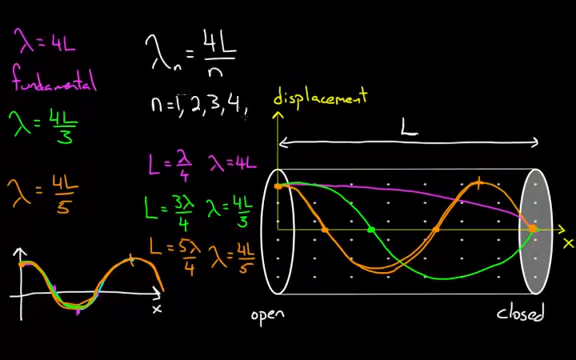 λ = 4L
fundamental
λ = 4L/3
λ = 4L/5
x
λₙ = 4L/n
n=1,2,3,4,
L = λ/4 λ=4L
L = 3λ/4 λ=4L/3
L = 5λ/4 λ=4L/5
displacement
L
x
open
closed